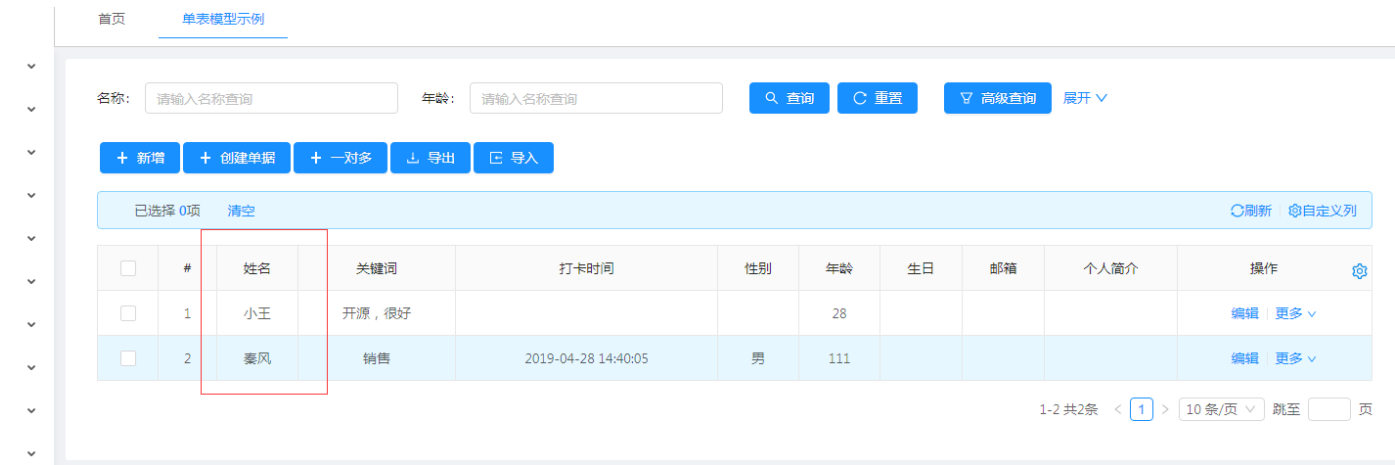 首页 单表模型示例
名称: 请输入名称查询 年龄: 请输入名称查询 查询 重置 高级查询 展开
新增 创建单据 一对多 导出 导入
已选择 0项 清空 刷新 自定义列
# 姓名 关键词 打卡时间 性别 年龄 生日 邮箱 个人简介 操作
1 小王 开源，很好 28 编辑 更多
2 秦风 销售 2019-04-28 14:40:05 男 111 编辑 更多
1-2 共2条 < 1 > 10 条/页 跳至 页